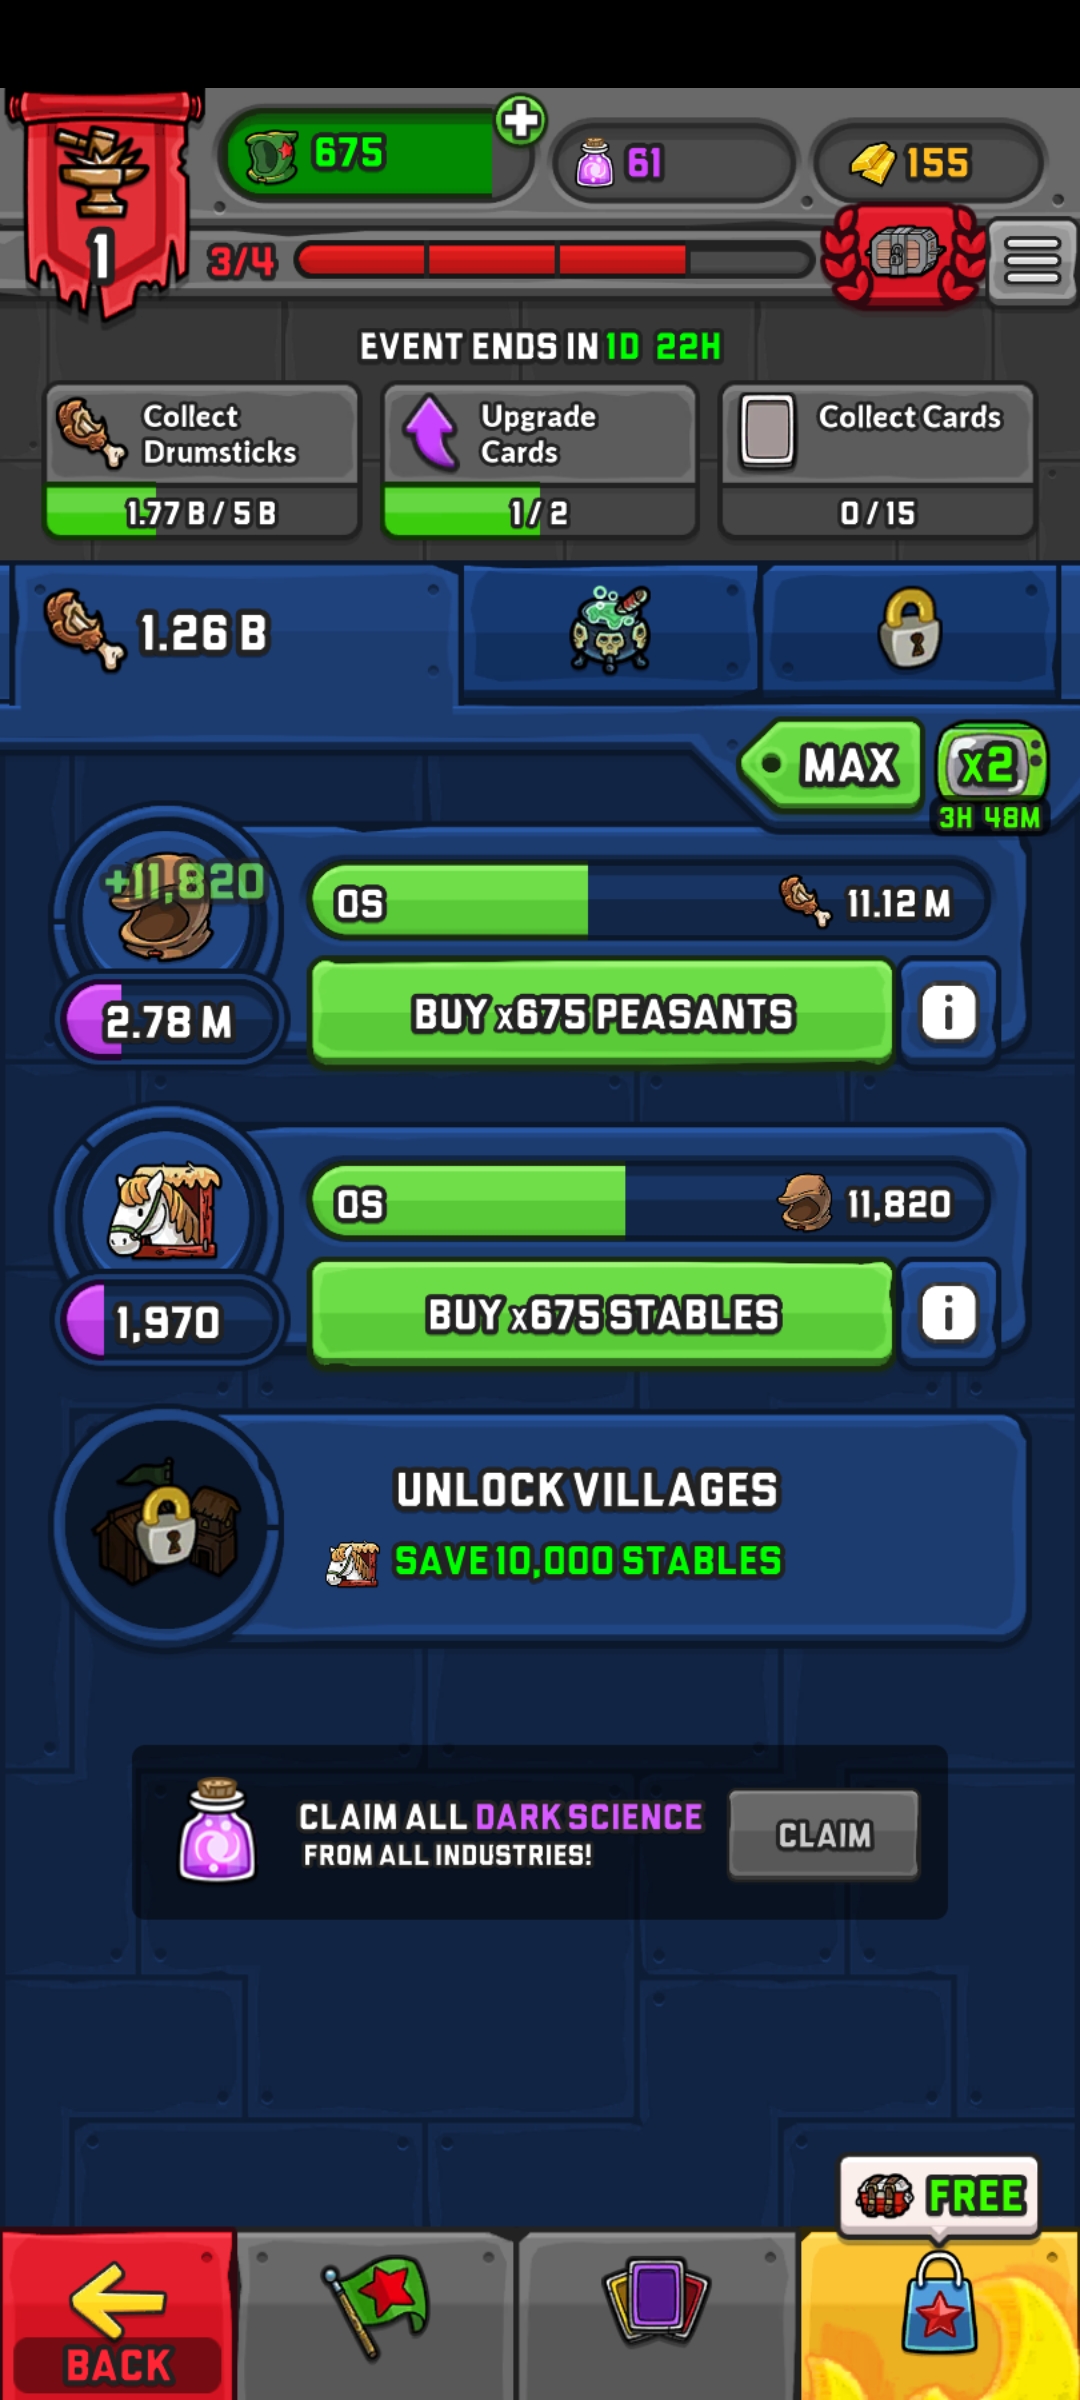 675
61
155
1
3/4
EVENT ENDS IN 1D 22H
Collect
Drumsticks
1.77 B / 5 B
Upgrade
Cards
1 / 2
Collect Cards
0 / 15
1.26 B
MAX
x2
3H 48M
+11,820
0S
11.12 M
2.78 M
BUY x675 PEASANTS
i
0S
11,820
1,970
BUY x675 STABLES
i
UNLOCK VILLAGES
SAVE 10,000 STABLES
CLAIM ALL DARK SCIENCE
FROM ALL INDUSTRIES!
CLAIM
FREE
BACK